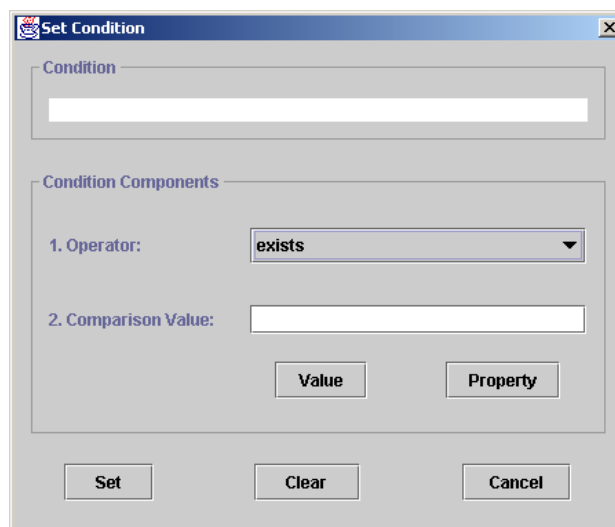 Set Condition
Condition
Condition Components
1. Operator:
exists
2. Comparison Value:
Value Property
Set Clear Cancel